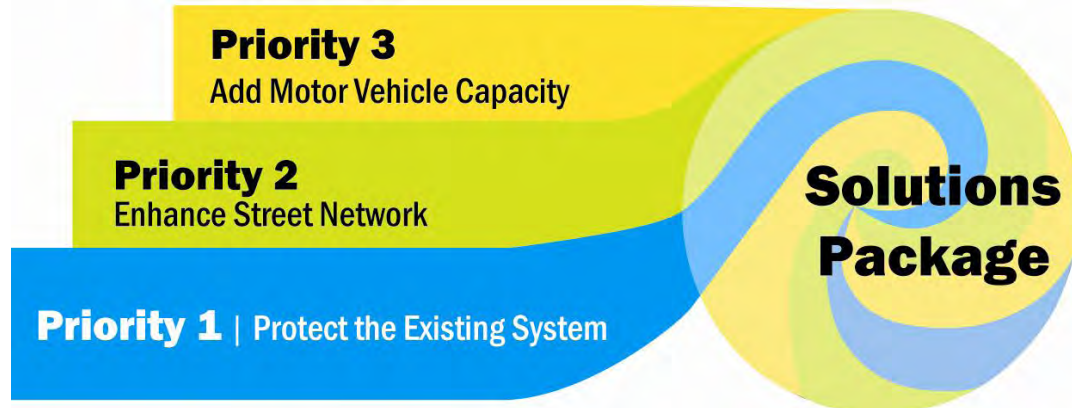 Priority 3
Add Motor Vehicle Capacity
Priority 2
Enhance Street Network
Priority 1 | Protect the Existing System
Solutions
Package